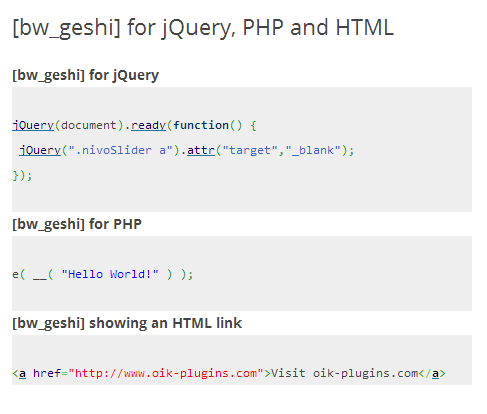 [bw_geshi] for jQuery, PHP and HTML
[bw_geshi] for jQuery
jQuery(document).ready(function() {
 jQuery(".nivoSlider a").attr("target","_blank");
});
[bw_geshi] for PHP
e( __( "Hello World!" ) );
[bw_geshi] showing an HTML link
<a href="http://www.oik-plugins.com">Visit oik-plugins.com</a>